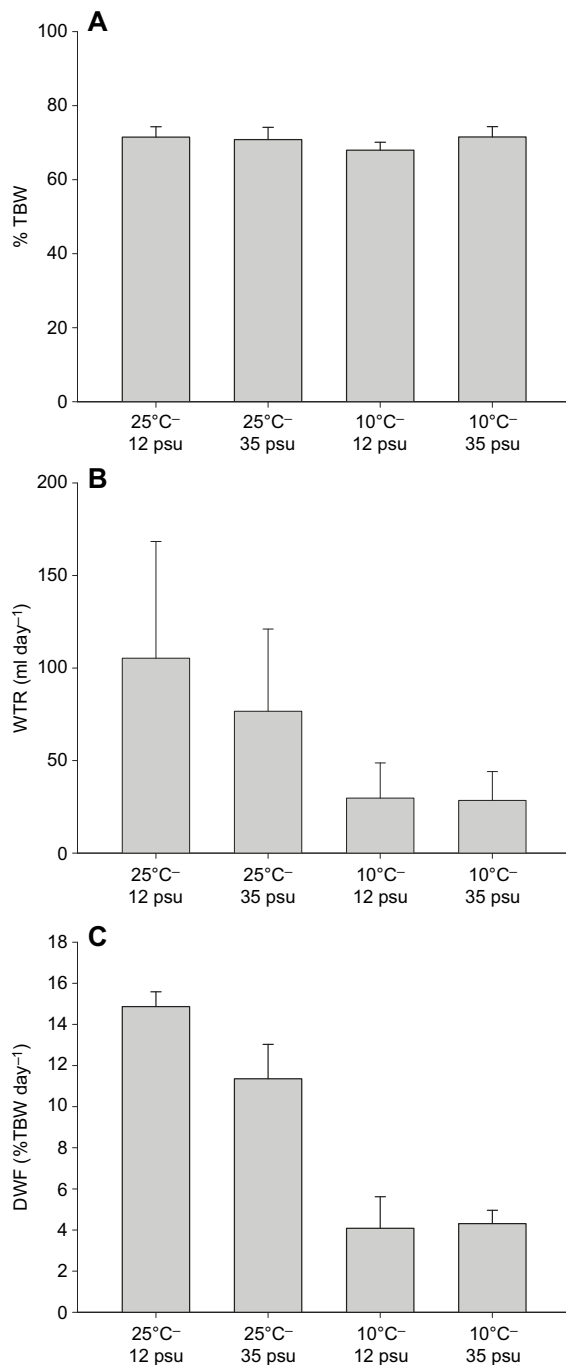 A
100
80
60
40
20
0
% TBW
25°C– 25°C– 10°C– 10°C–
12 psu 35 psu 12 psu 35 psu
B
200
150
100
50
0
WTR (ml day–1)
25°C– 25°C– 10°C– 10°C–
12 psu 35 psu 12 psu 35 psu
C
18
16
14
12
10
8
6
4
2
0
DWF (%TBW day–1)
25°C– 25°C– 10°C– 10°C–
12 psu 35 psu 12 psu 35 psu